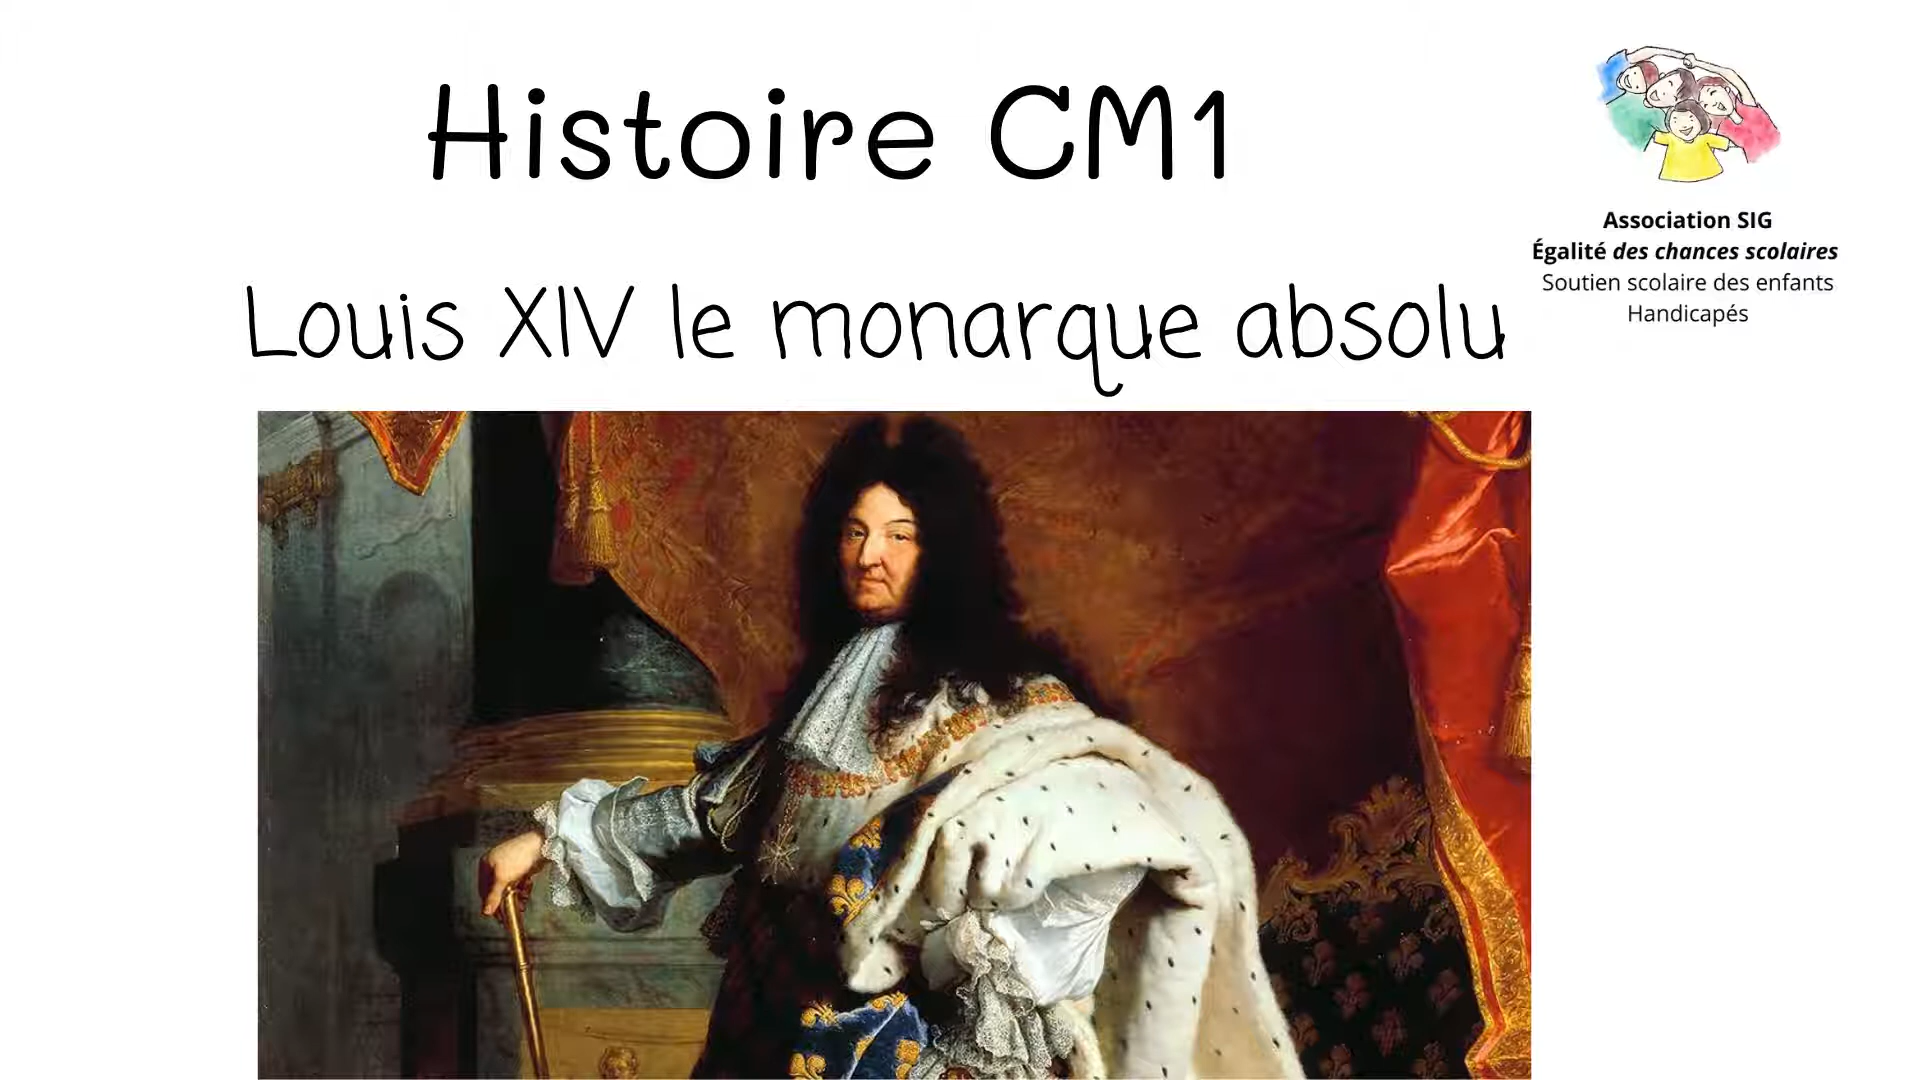 Histoire CM1
Association SIG
Égalité des chances scolaires
Soutien scolaire des enfants
Handicapés
Louis XIV le monarque absolu